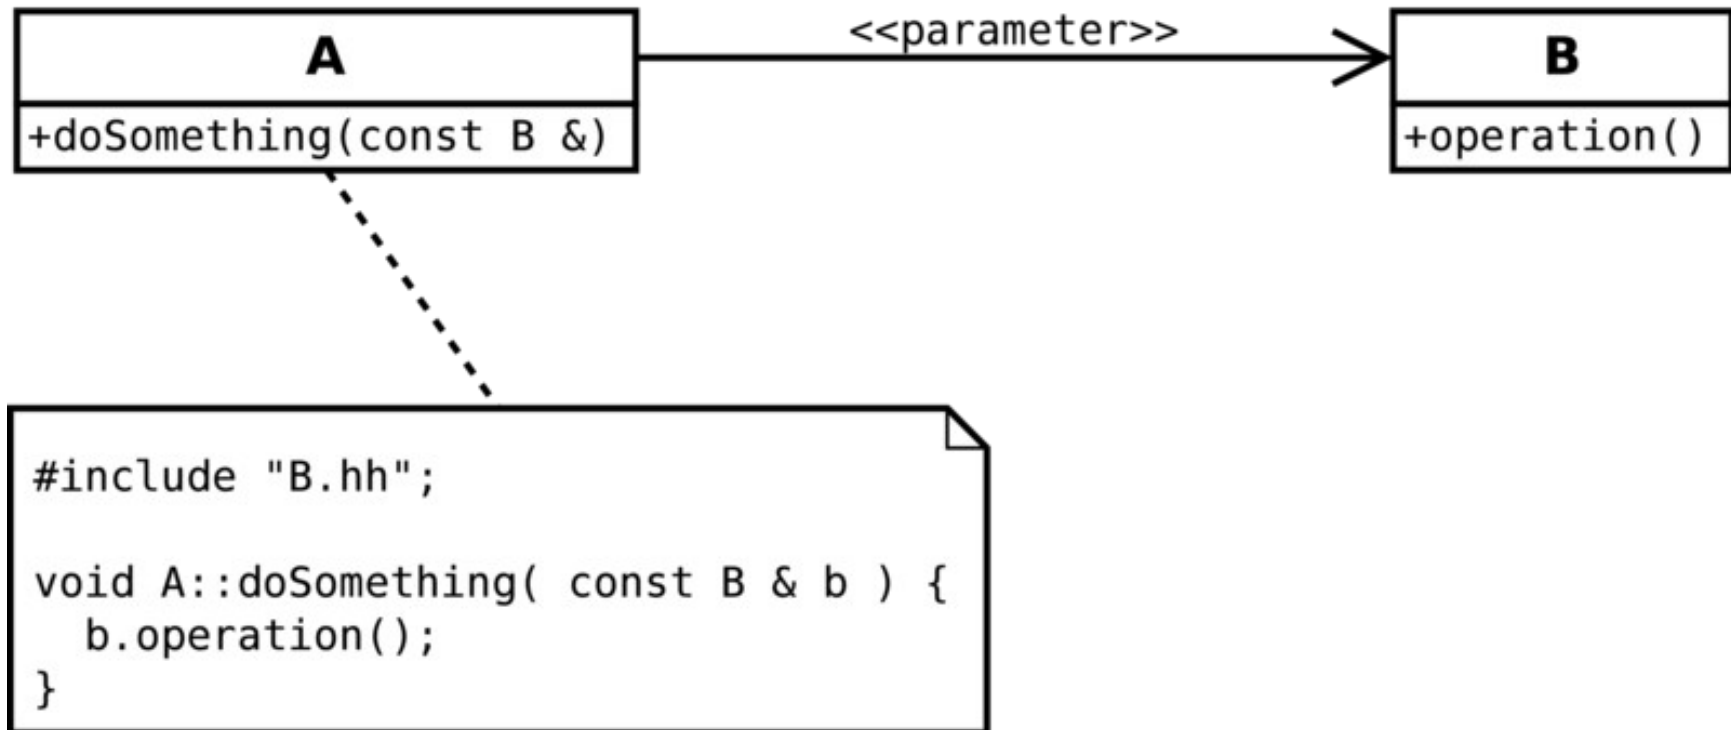 A
<<parameter>>
B
+doSomething(const B &)
+operation()
#include "B.hh";
void A::doSomething( const B & b ) {
  b.operation();
}